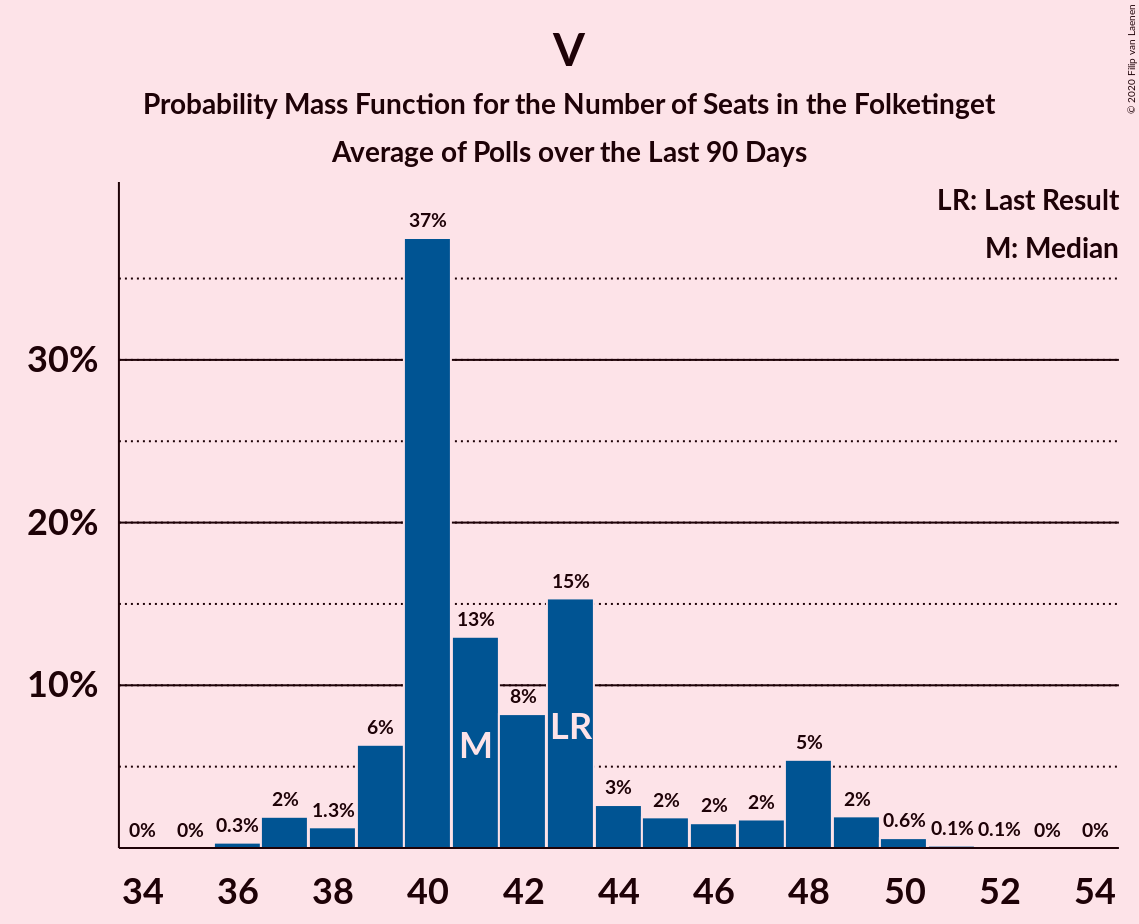 V
Probability Mass Function for the Number of Seats in the Folketinget
Average of Polls over the Last 90 Days
© 2020 Filip van Laenen
LR: Last Result
M: Median
37%
30%
15%
20%
13%
8%
10%
6%
LR
M
5%
3%
2%
2%
2%
2%
2%
1.3%
0.6%
0.3%
0.1%
0.1%
0%
0%
0%
0%
34 36 38 40 42 44 46 48 50 52 54